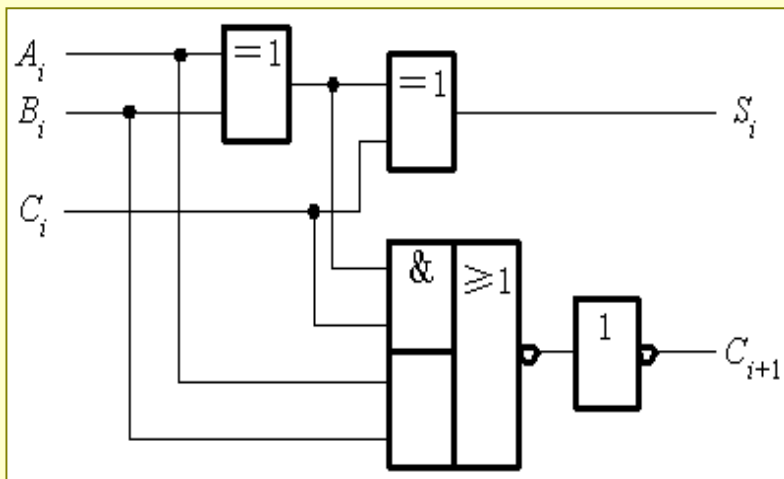 A_i
=1
=1
B_i
S_i
C_i
&
≥1
1
C_{i+1}